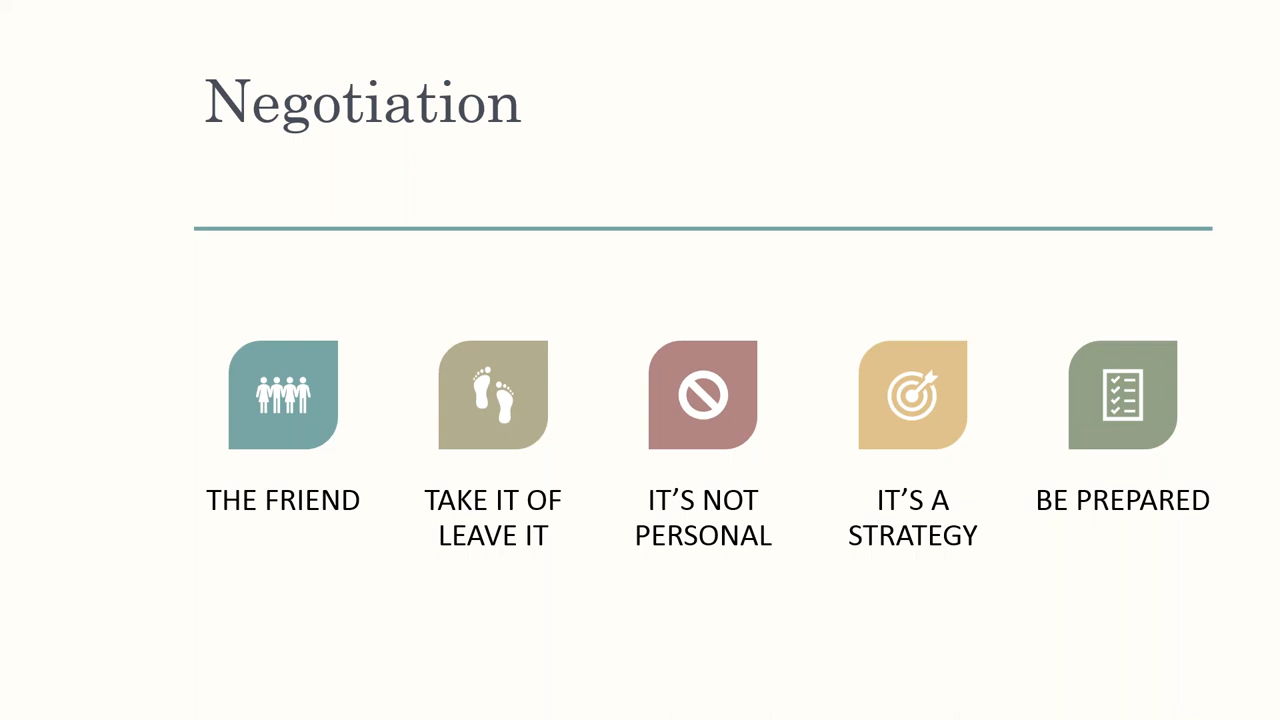 Negotiation
THE FRIEND
TAKE IT OF
LEAVE IT
IT’S NOT
PERSONAL
IT’S A
STRATEGY
BE PREPARED